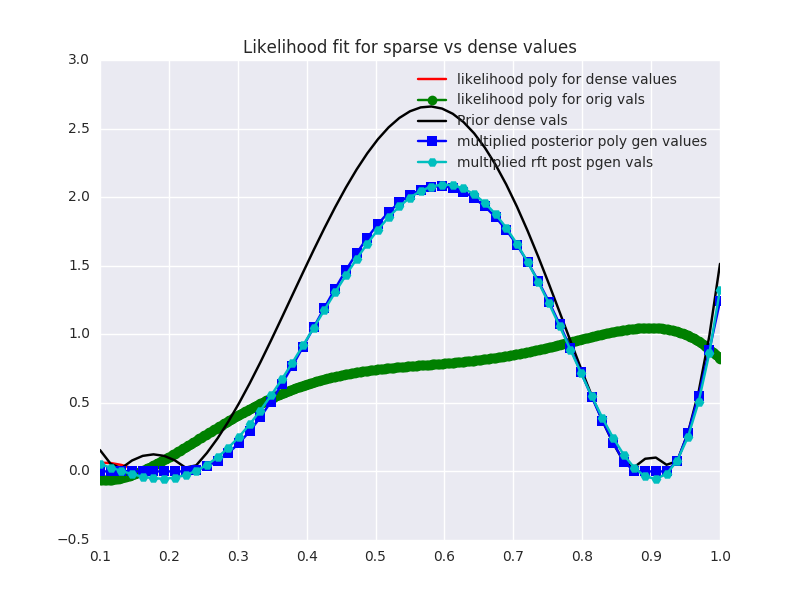 Likelihood fit for sparse vs dense values
3.0
2.5
2.0
1.5
1.0
0.5
0.0
−0.5
likelihood poly for dense values
likelihood poly for orig vals
Prior dense vals
multiplied posterior poly gen values
multiplied rft post pgen vals
0.1 0.2 0.3 0.4 0.5 0.6 0.7 0.8 0.9 1.0